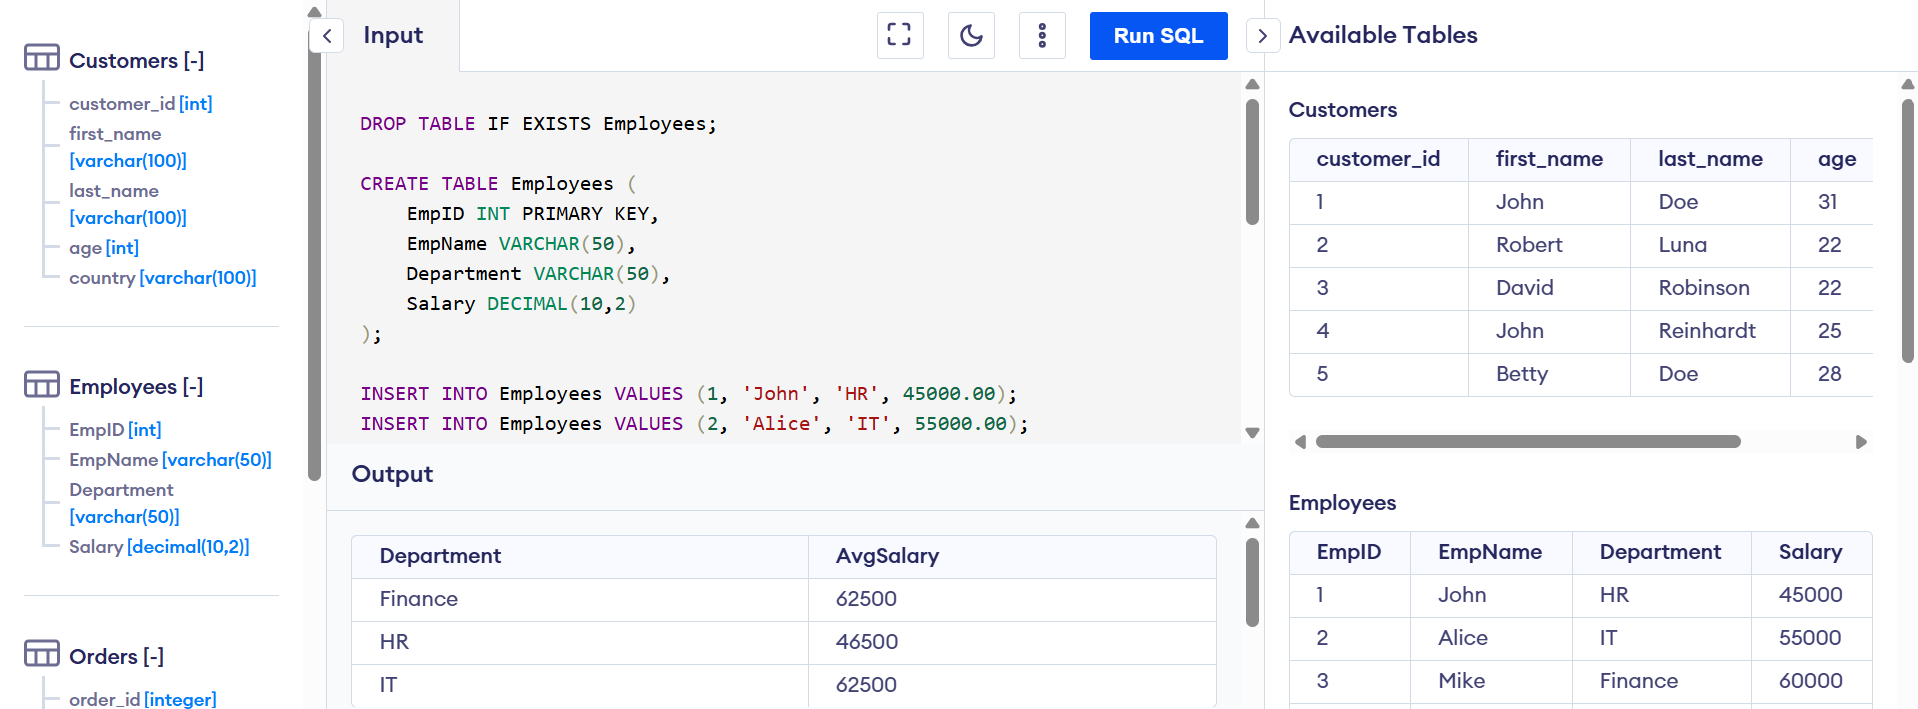 Customers [-]
customer_id [int]
first_name
[varchar(100)]
last_name
[varchar(100)]
age [int]
country [varchar(100)]
Employees [-]
EmpID [int]
EmpName [varchar(50)]
Department
[varchar(50)]
Salary [decimal(10,2)]
Orders [-]
order_id [integer]
Input
Run SQL
DROP TABLE IF EXISTS Employees;
CREATE TABLE Employees (
    EmpID INT PRIMARY KEY,
    EmpName VARCHAR(50),
    Department VARCHAR(50),
    Salary DECIMAL(10,2)
);
INSERT INTO Employees VALUES (1, 'John', 'HR', 45000.00);
INSERT INTO Employees VALUES (2, 'Alice', 'IT', 55000.00);
Output
Department AvgSalary
Finance 62500
HR 46500
IT 62500
Available Tables
Customers
customer_id first_name last_name age
1 John Doe 31
2 Robert Luna 22
3 David Robinson 22
4 John Reinhardt 25
5 Betty Doe 28
Employees
EmpID EmpName Department Salary
1 John HR 45000
2 Alice IT 55000
3 Mike Finance 60000